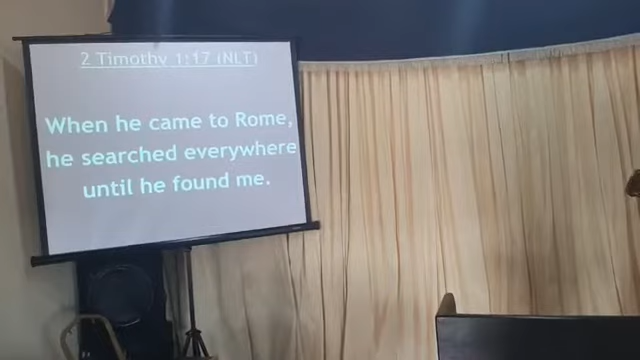 2 Timothy 1:17 (NLT)
When he came to Rome,
he searched everywhere
until he found me.